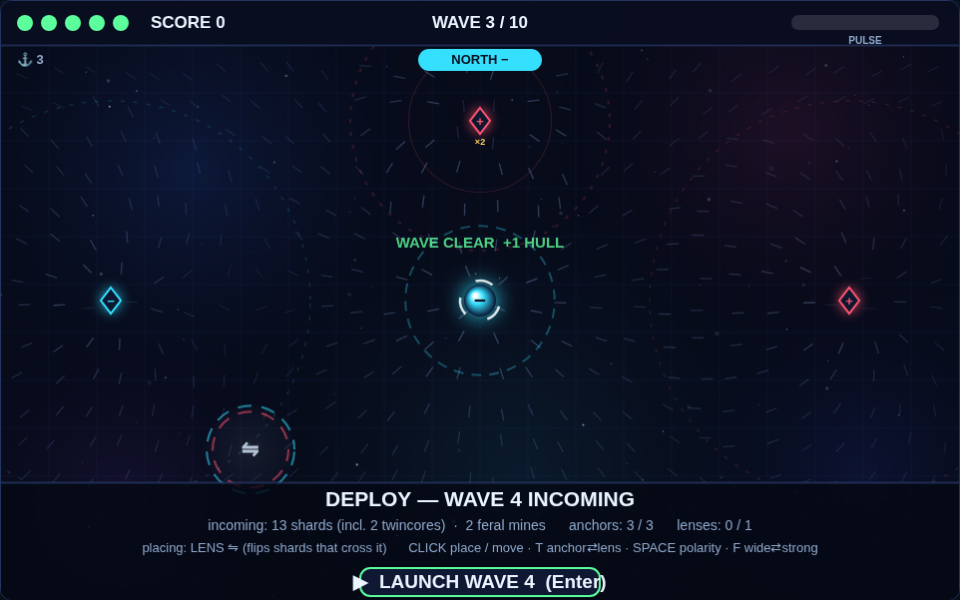 SCORE 0
WAVE 3 / 10
PULSE
⚓ 3
NORTH −
+
×2
WAVE CLEAR +1 HULL
−
−
+
⇋
DEPLOY — WAVE 4 INCOMING
incoming: 13 shards (incl. 2 twincores) · 2 feral mines anchors: 3 / 3 lenses: 0 / 1
placing: LENS ⇋ (flips shards that cross it) CLICK place / move · T anchor⇄lens · SPACE polarity · F wide⇄strong
▶ LAUNCH WAVE 4 (Enter)